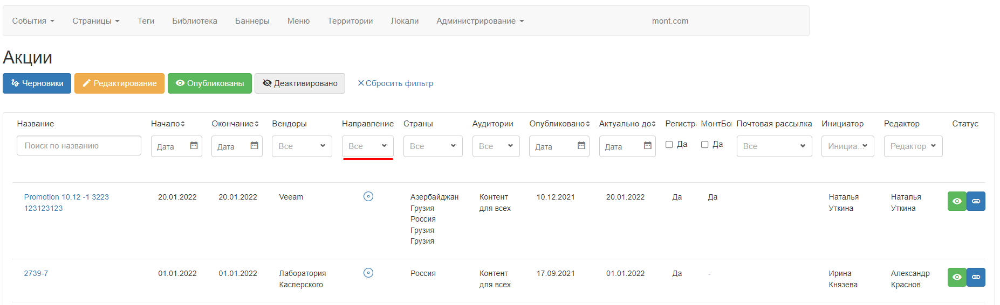 События Страницы Теги Библиотека Баннеры Меню Территории Локали Администрирование mont.com
Акции
Черновики Редактирование Опубликованы Деактивировано Сбросить фильтр
Название Начало Окончание Вендоры Направление Страны Аудитории Опубликовано Актуально до Регистра МонтБо Почтовая рассылка Инициатор Редактор Статус
Поиск по названию Дата Дата Все Все Все Все Дата Дата Да Да Все Инициа... Редактор
Promotion 10.12 -1 3223 20.01.2022 20.01.2022 Veeam Азербайджан Контент 10.12.2021 20.01.2022 Да Да Наталья Наталья
123123123 Грузия для всех Уткина Уткина
Россия
Грузия
Грузия
2739-7 01.01.2022 01.01.2022 Лаборатория Россия Контент 17.09.2021 01.01.2022 Да - Ирина Александр
Касперского для всех Князева Краснов